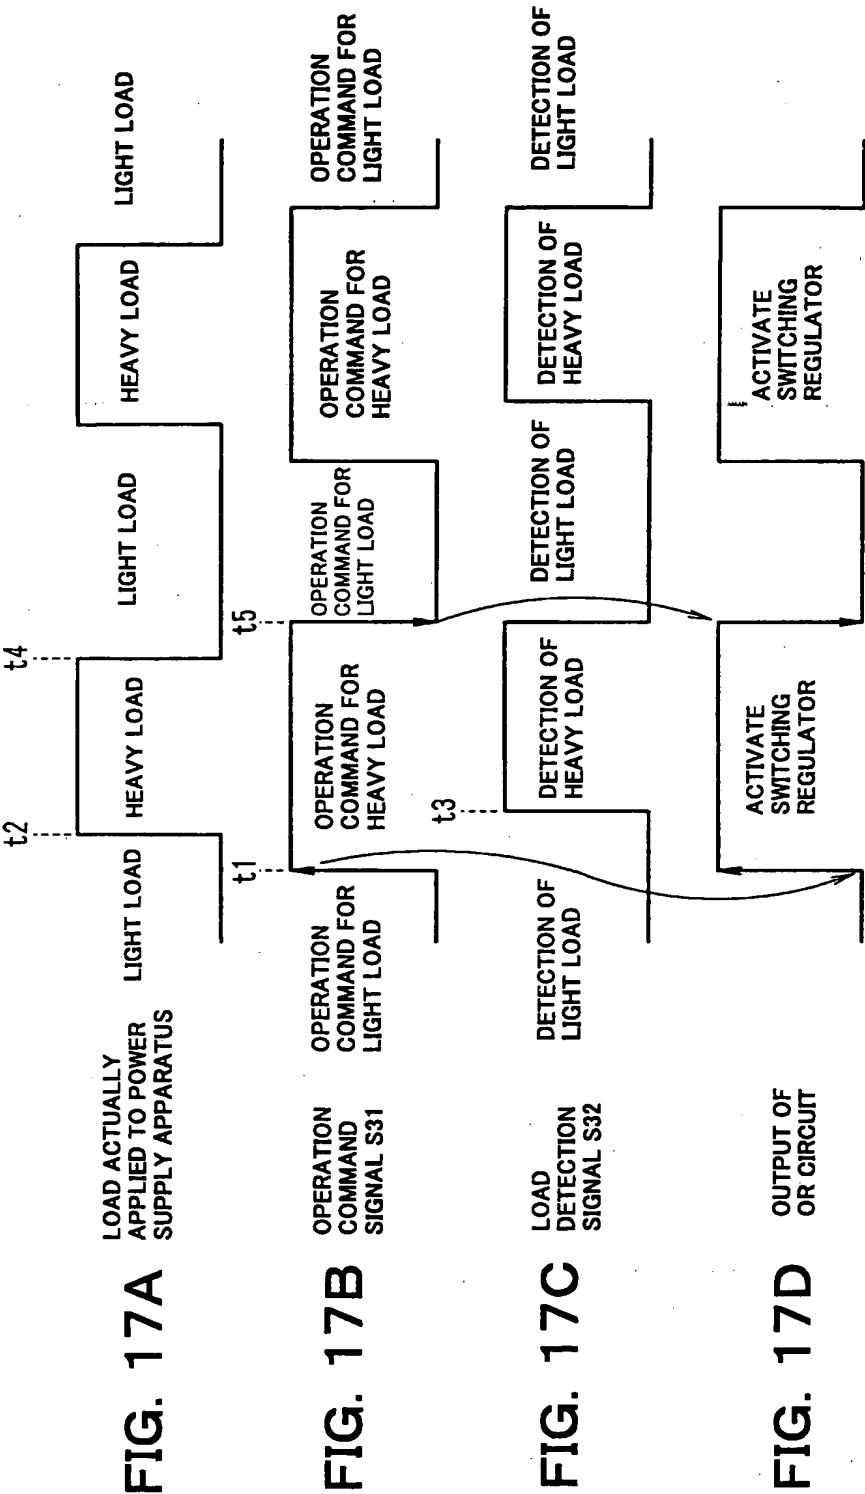 FIG. 17A
LOAD ACTUALLY
APPLIED TO POWER
SUPPLY APPARATUS
LIGHT LOAD
t2
HEAVY LOAD
t4
LIGHT LOAD
HEAVY LOAD
LIGHT LOAD
FIG. 17B
OPERATION
COMMAND
SIGNAL S31
OPERATION
COMMAND FOR
LIGHT LOAD
t1
OPERATION
COMMAND FOR
HEAVY LOAD
t5
OPERATION
COMMAND FOR
LIGHT LOAD
OPERATION
COMMAND FOR
HEAVY LOAD
OPERATION
COMMAND FOR
LIGHT LOAD
FIG. 17C
LOAD
DETECTION
SIGNAL S32
DETECTION OF
LIGHT LOAD
t3
DETECTION OF
HEAVY LOAD
DETECTION OF
LIGHT LOAD
DETECTION OF
HEAVY LOAD
DETECTION OF
LIGHT LOAD
FIG. 17D
OUTPUT OF
OR CIRCUIT
ACTIVATE
SWITCHING
REGULATOR
ACTIVATE
SWITCHING
REGULATOR